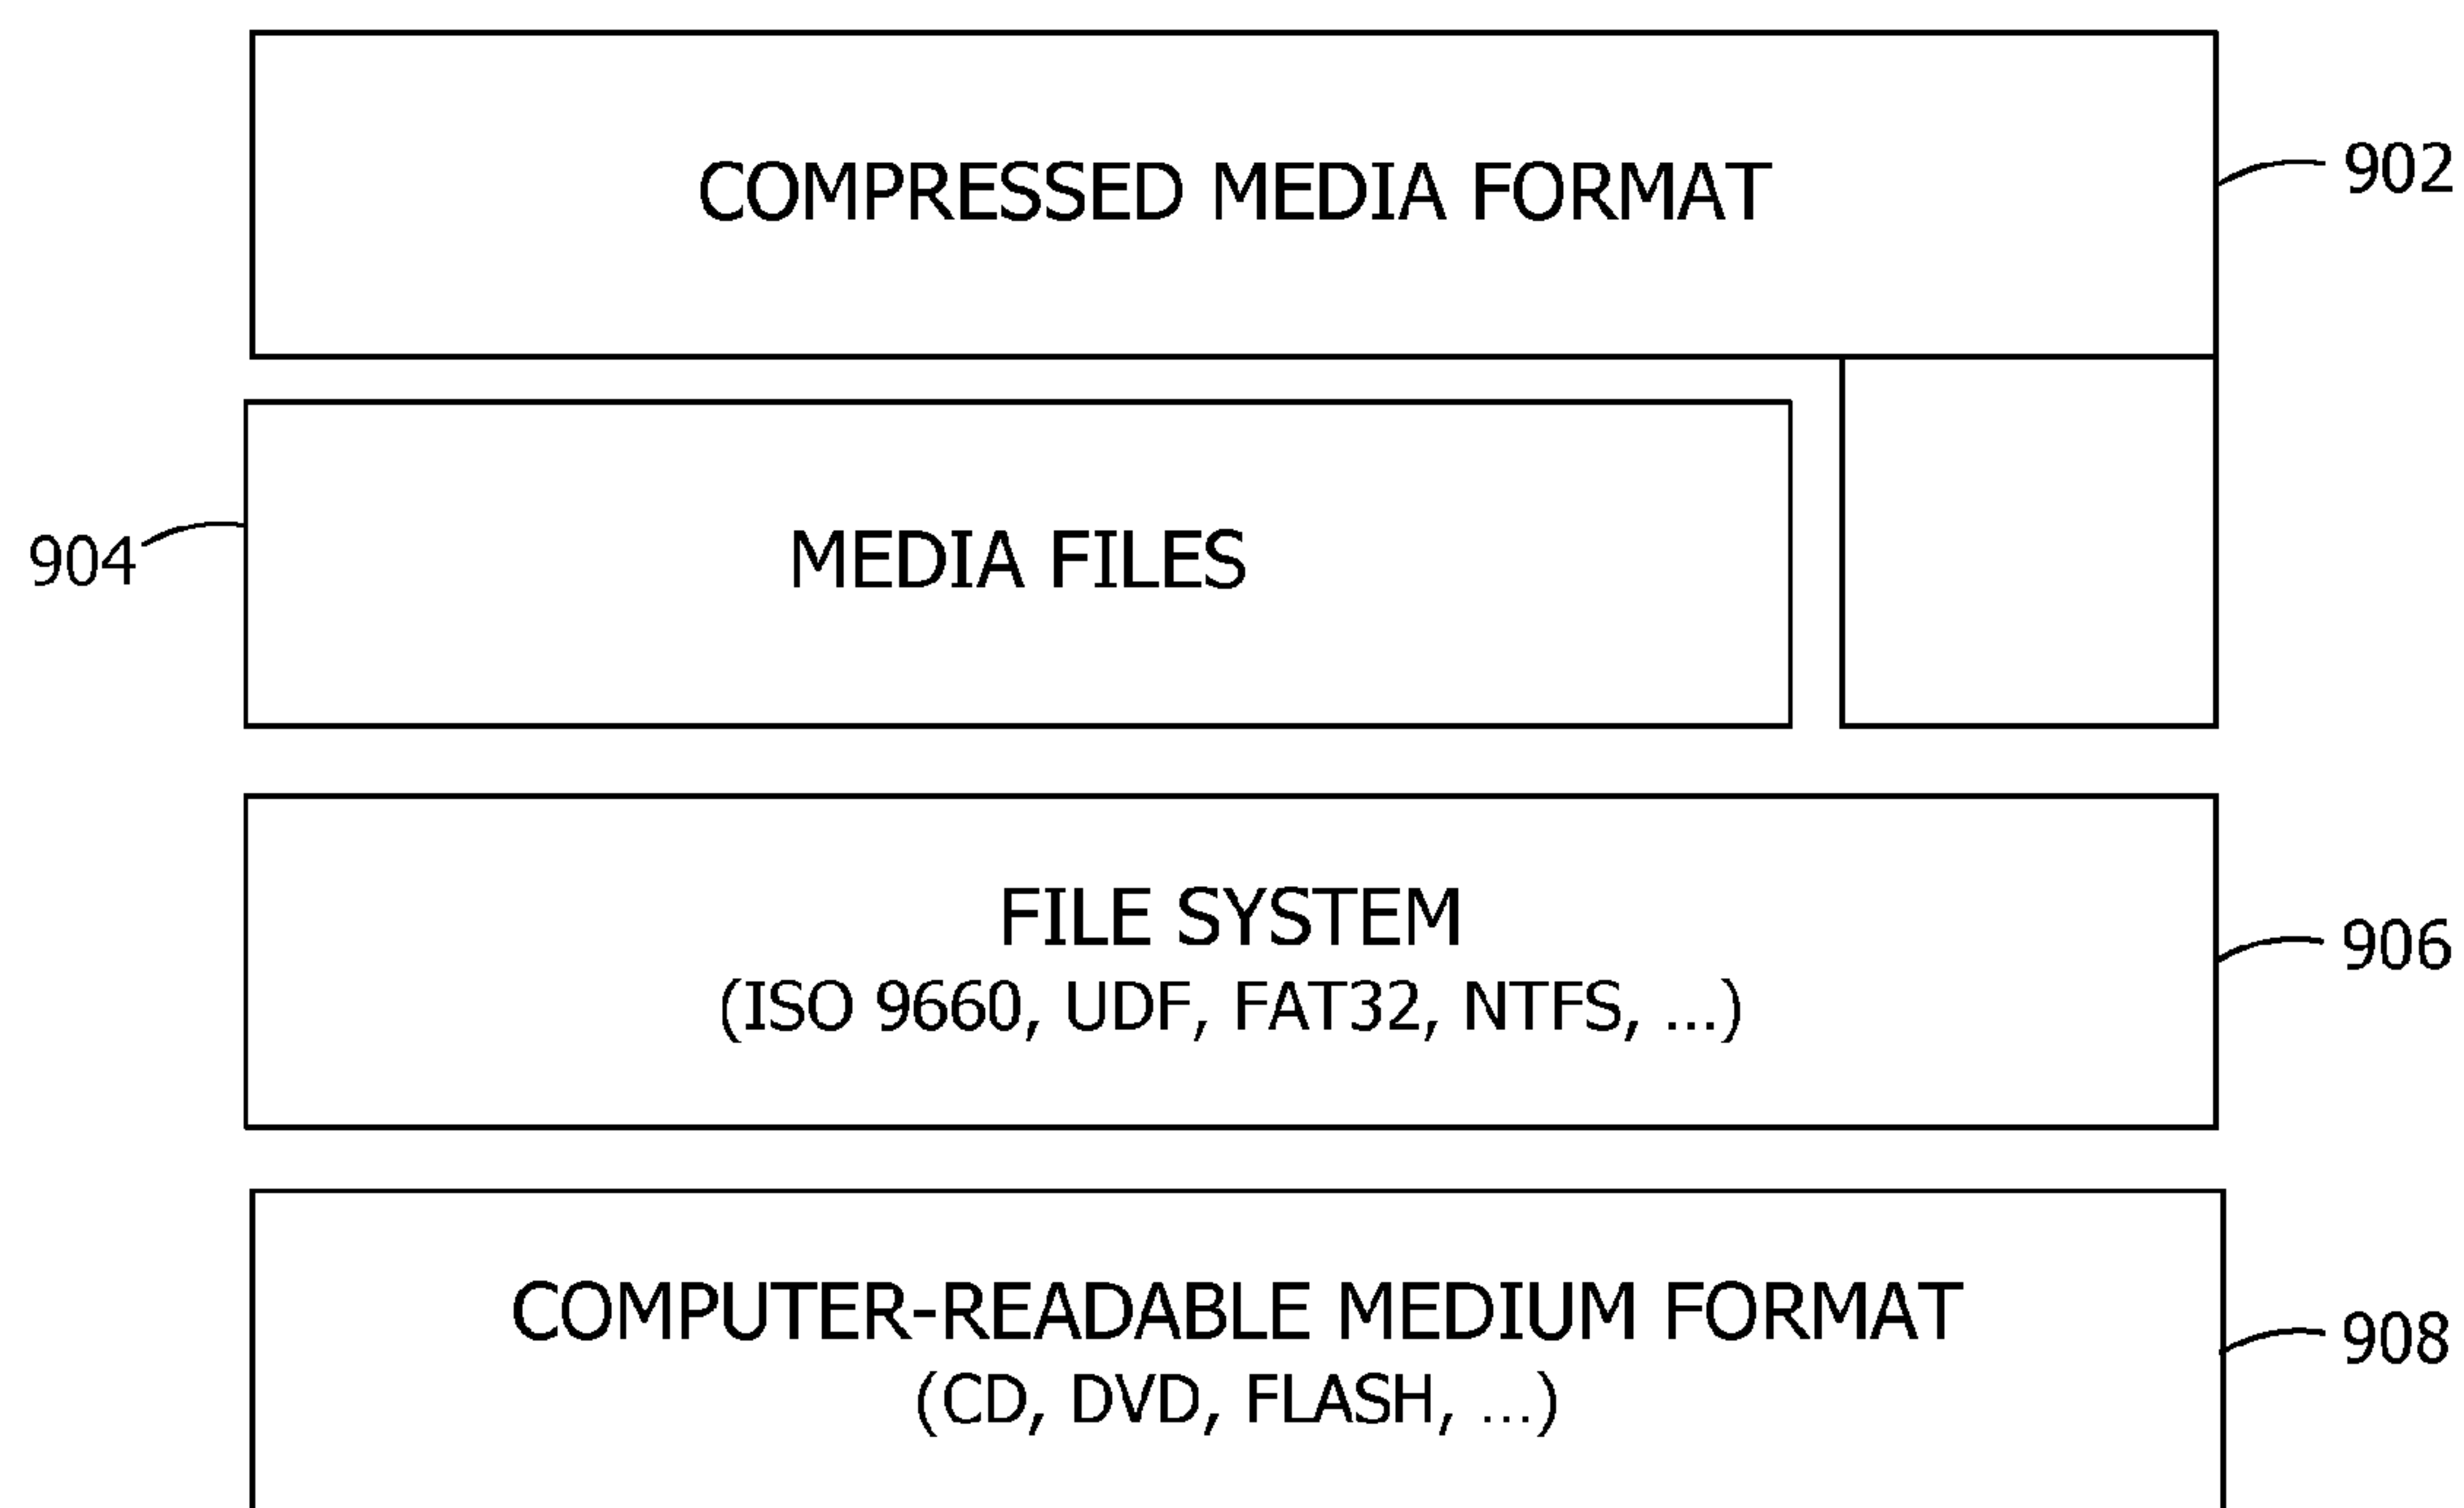 COMPRESSED MEDIA FORMAT
902
904
MEDIA FILES
FILE SYSTEM
(ISO 9660, UDF, FAT32, NTFS, ...)
906
COMPUTER-READABLE MEDIUM FORMAT
(CD, DVD, FLASH, ...)
908